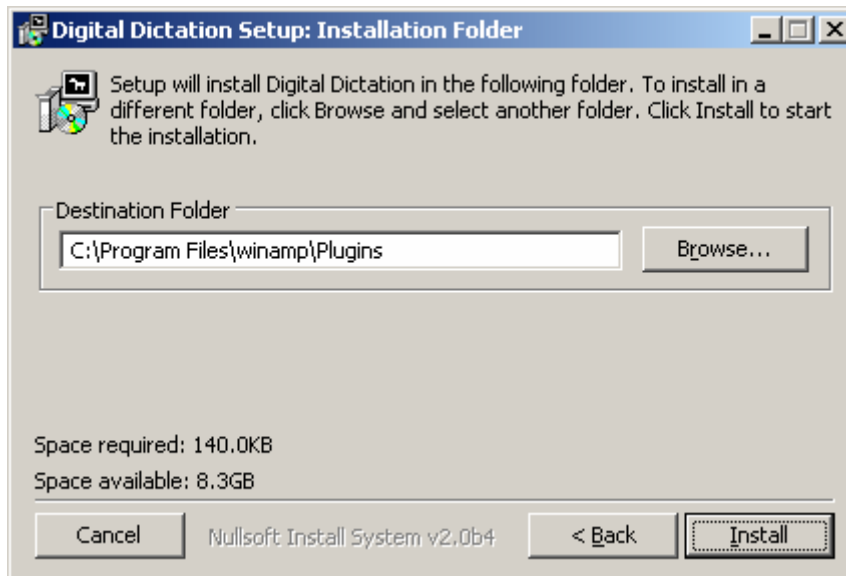 Digital Dictation Setup: Installation Folder
Setup will install Digital Dictation in the following folder. To install in a
different folder, click Browse and select another folder. Click Install to start
the installation.
Destination Folder
C:\Program Files\winamp\Plugins
Browse...
Space required: 140.0KB
Space available: 8.3GB
Cancel
Nullsoft Install System v2.0b4
< Back
Install